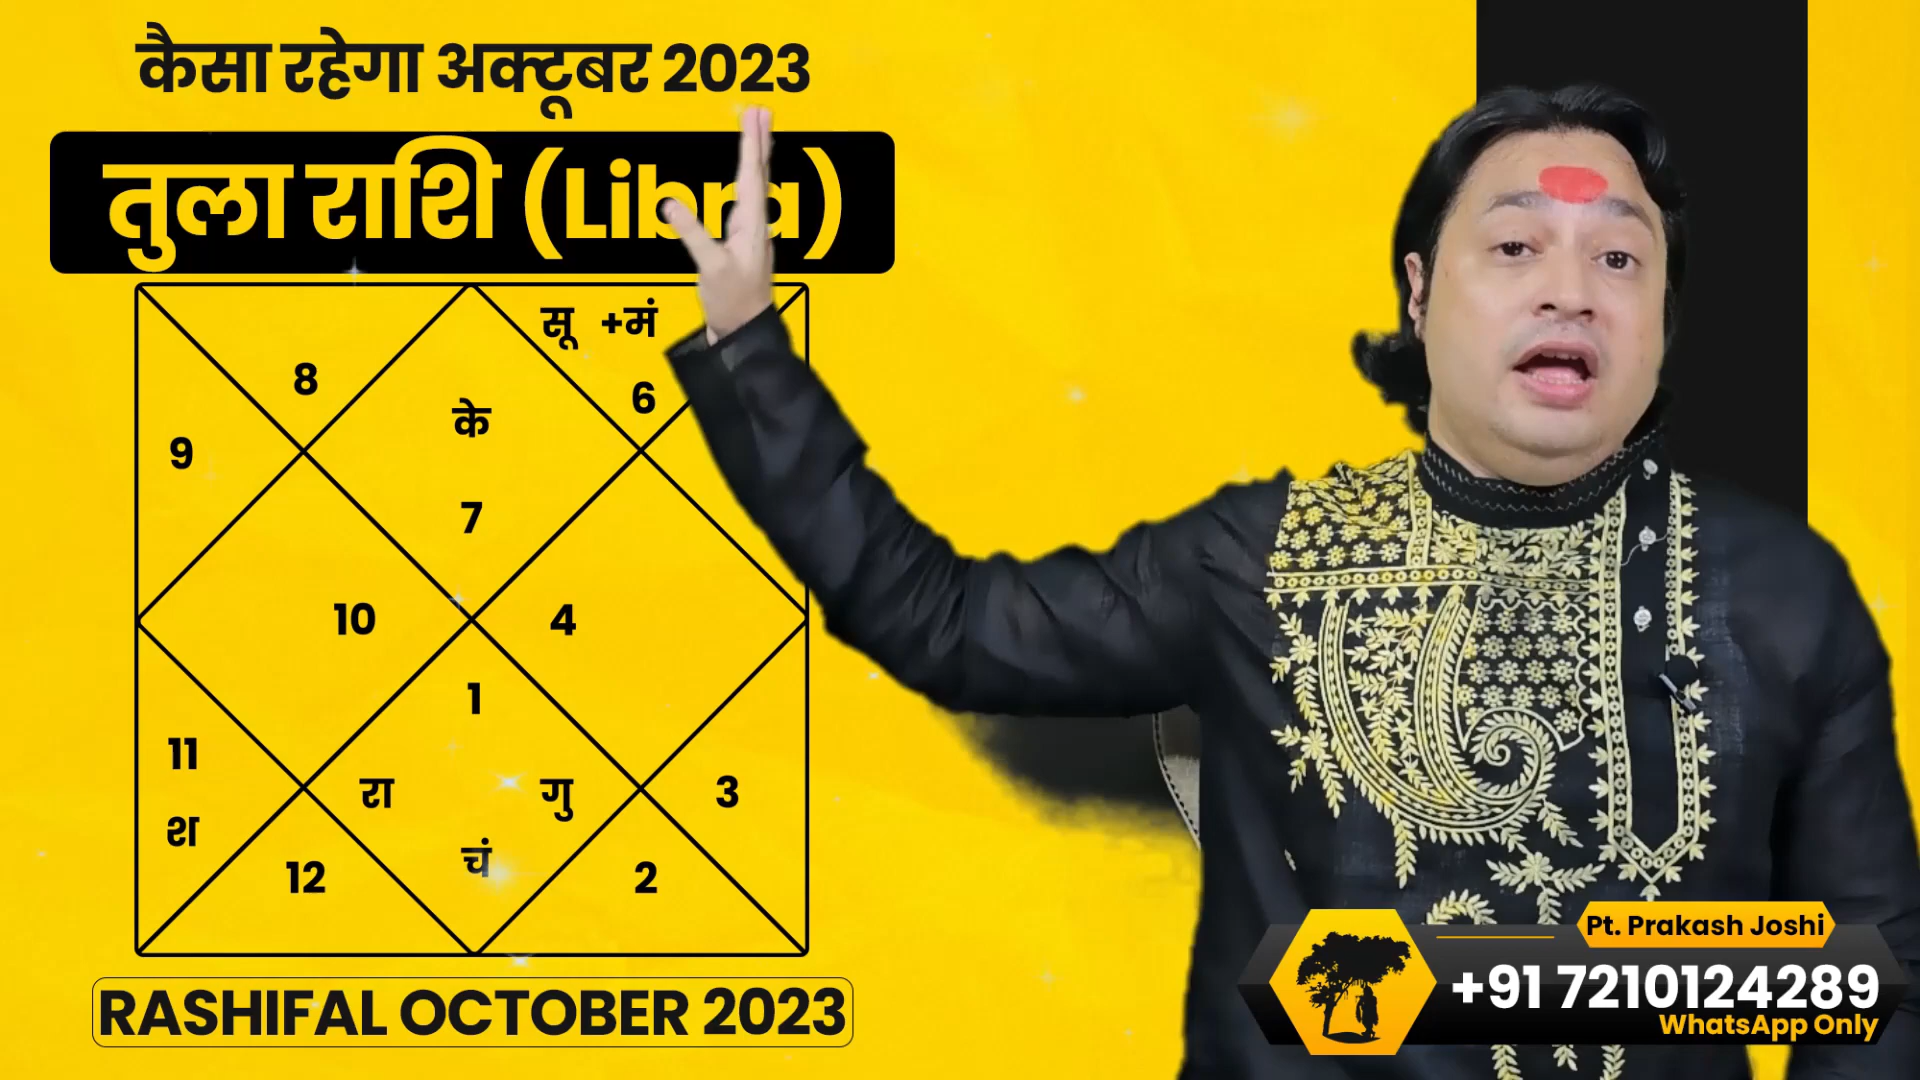 कैसा रहेगा अक्टूबर 2023
तुला राशि (Libra)
सू +मं
8
6
के
9
7
10
4
1
11
रा
गु
3
श
चं
12
2
RASHIFAL OCTOBER 2023
Pt. Prakash Joshi
+91 7210124289
WhatsApp Only